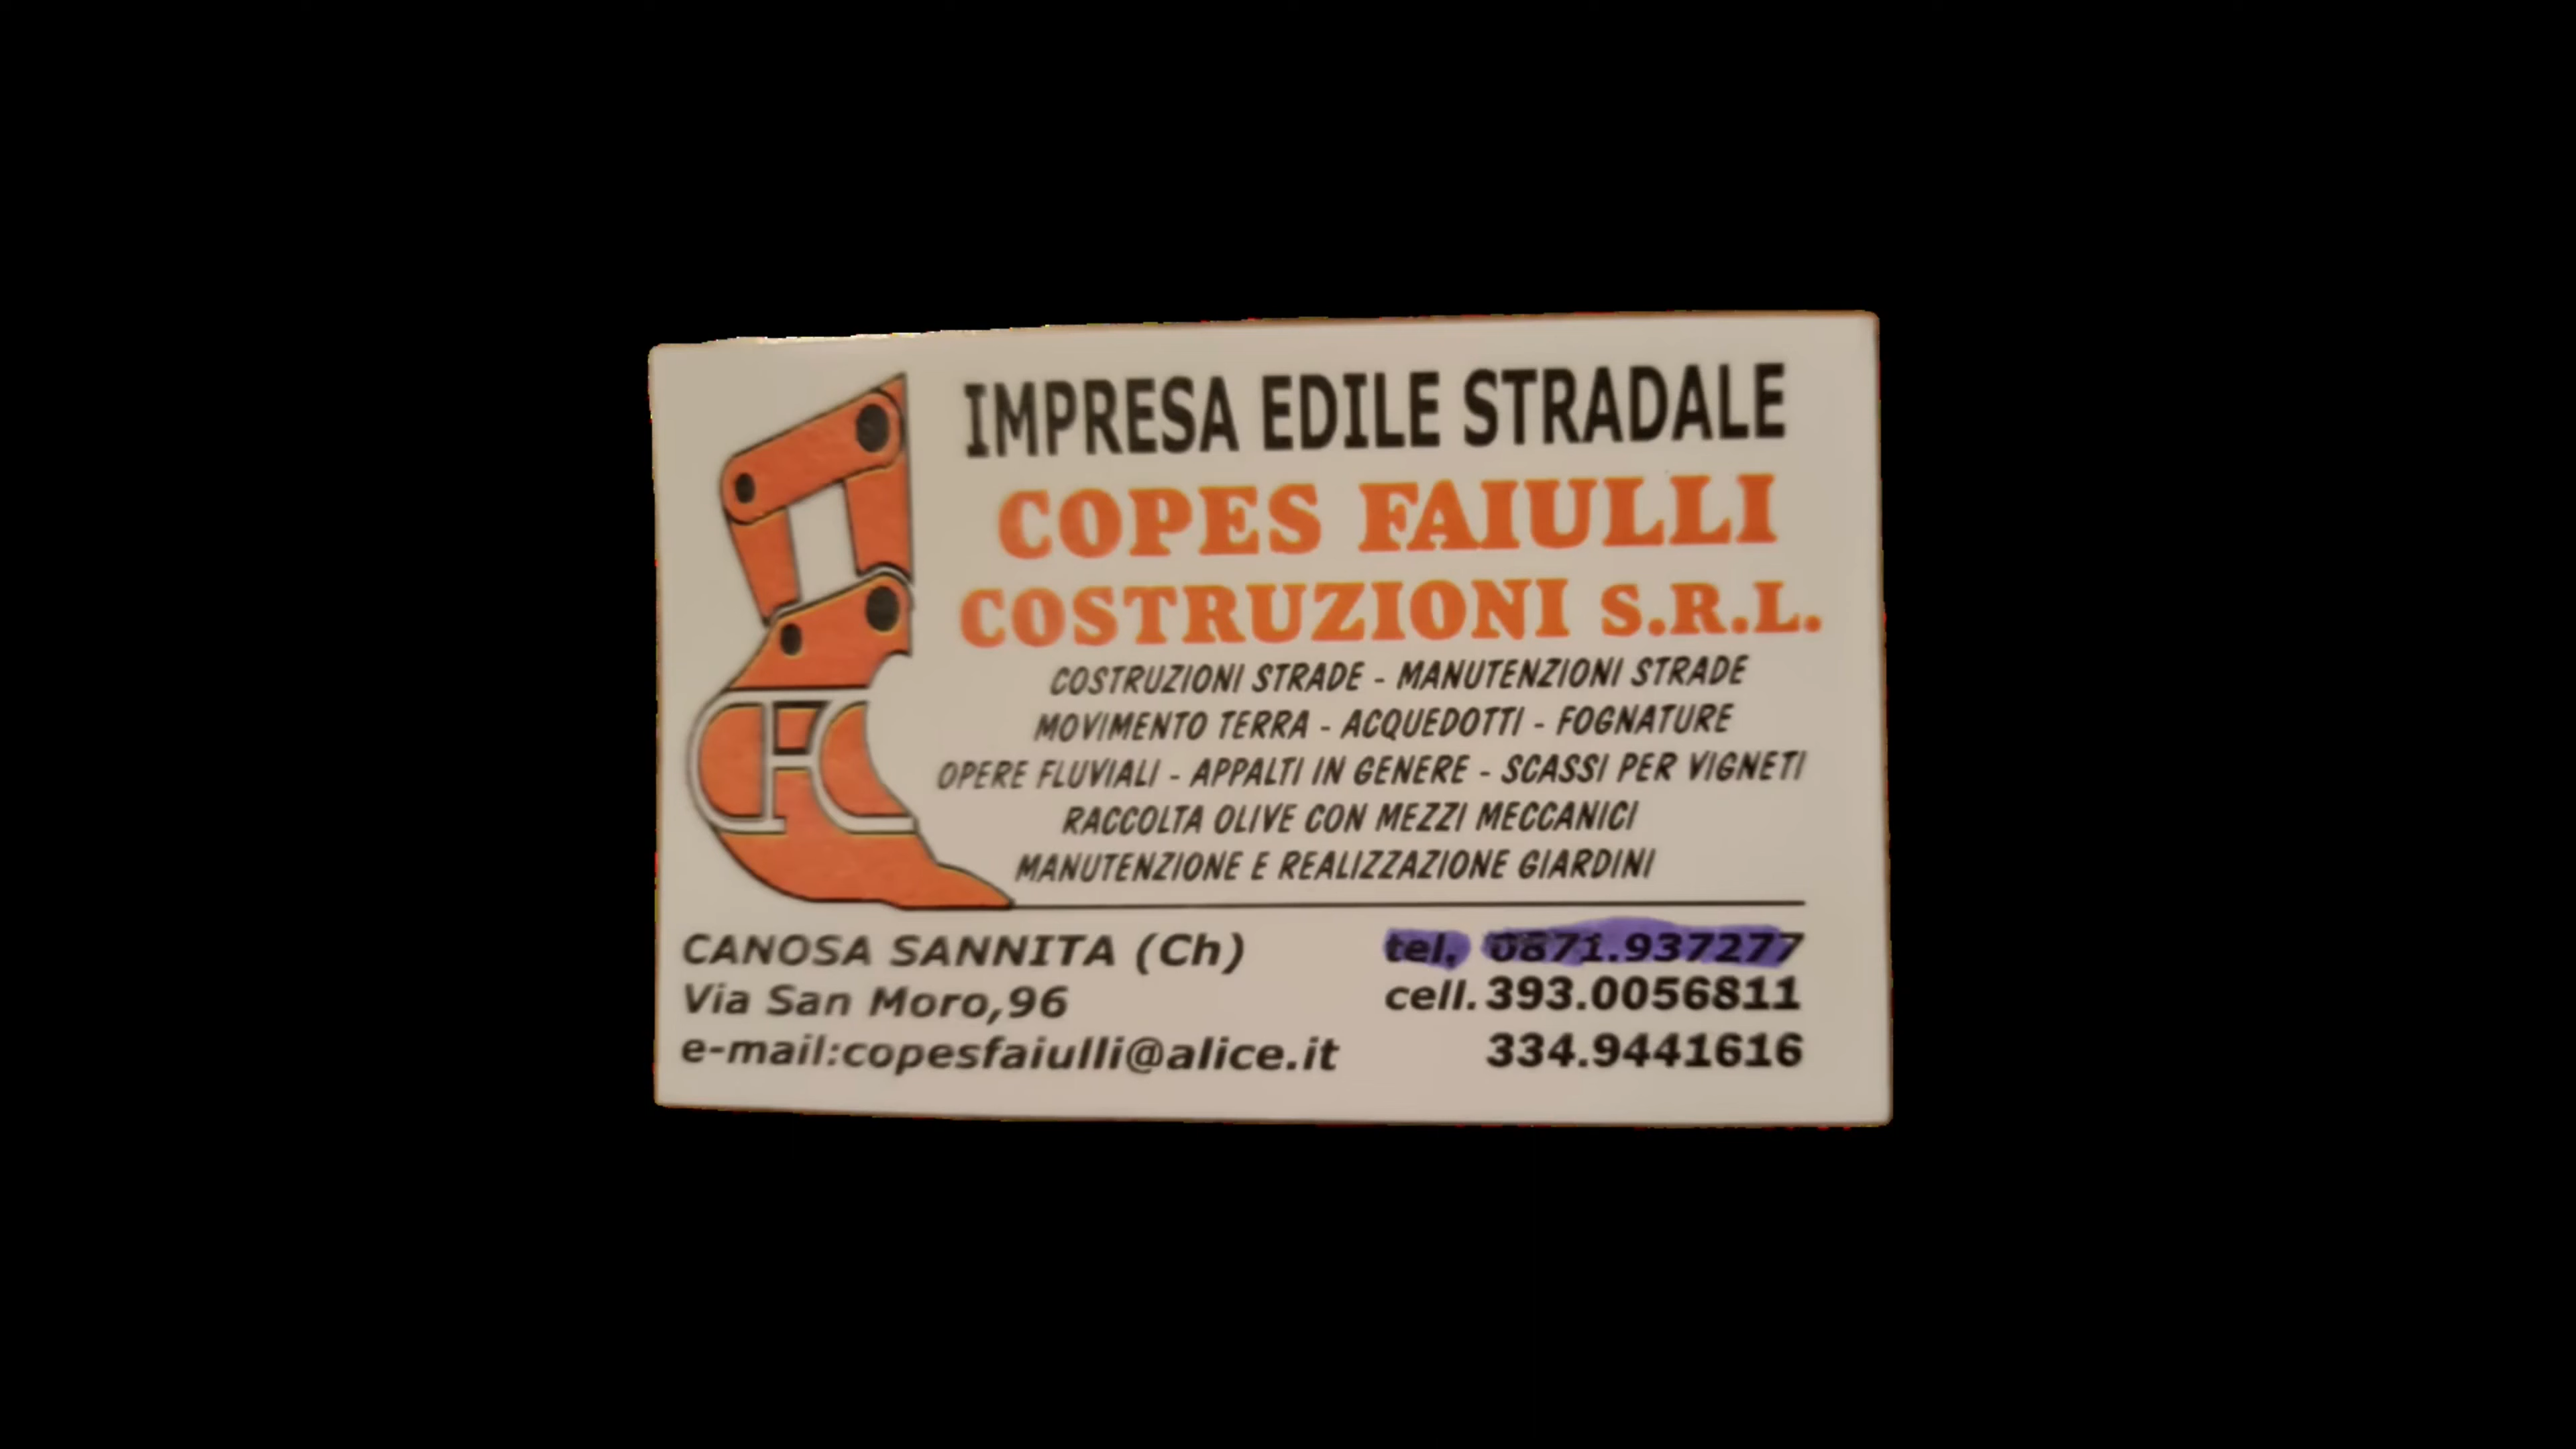 IMPRESA EDILE STRADALE
COPES FAIULLI
COSTRUZIONI S.R.L.
COSTRUZIONI STRADE - MANUTENZIONI STRADE
MOVIMENTO TERRA - ACQUEDOTTI - FOGNATURE
OPERE FLUVIALI - APPALTI IN GENERE - SCASSI PER VIGNETI
RACCOLTA OLIVE CON MEZZI MECCANICI
MANUTENZIONE E REALIZZAZIONE GIARDINI
CFC
CANOSA SANNITA (Ch)
Via San Moro,96
e-mail:copesfaiulli@alice.it
tel. 0871.937277
cell. 393.0056811
334.9441616